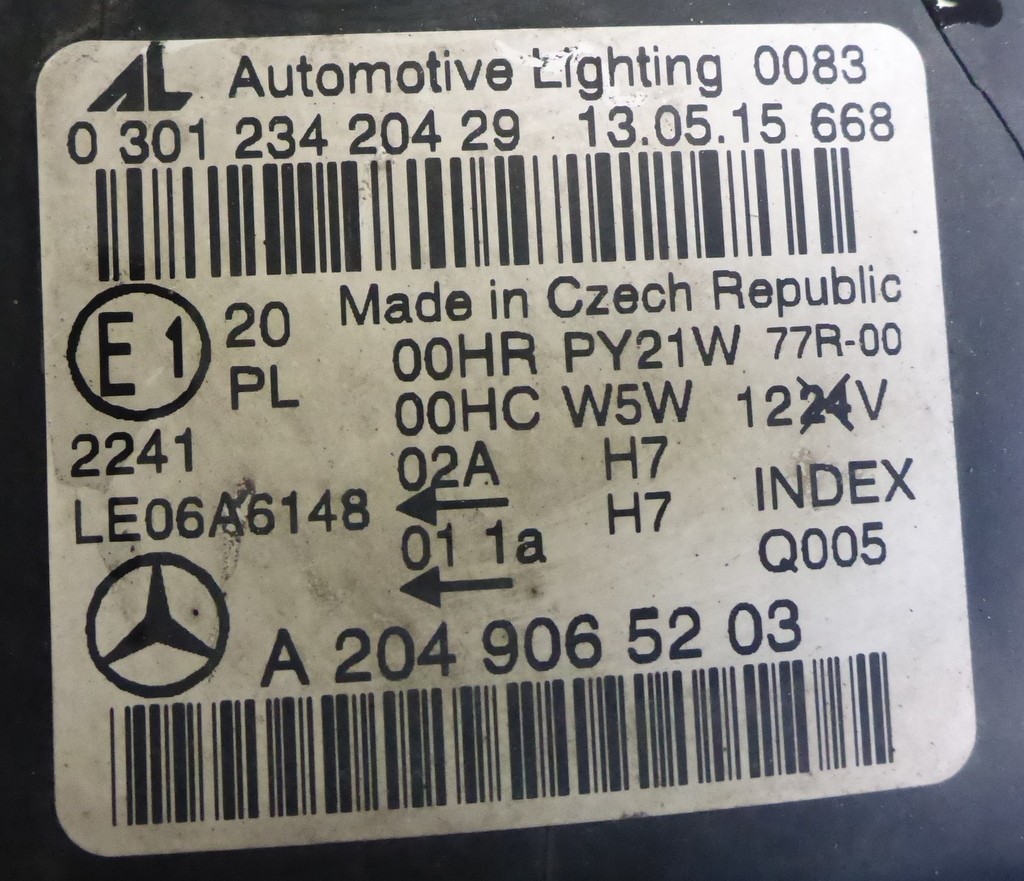 AL Automotive Lighting 0083
0 301 234 204 29 13.05.15 668
Made in Czech Republic
E1 20 00HR PY21W 77R-00
PL 00HC W5W 1224V
2241 02A H7
LE06A6148 H7 INDEX
01 1a Q005
A 204 906 52 03